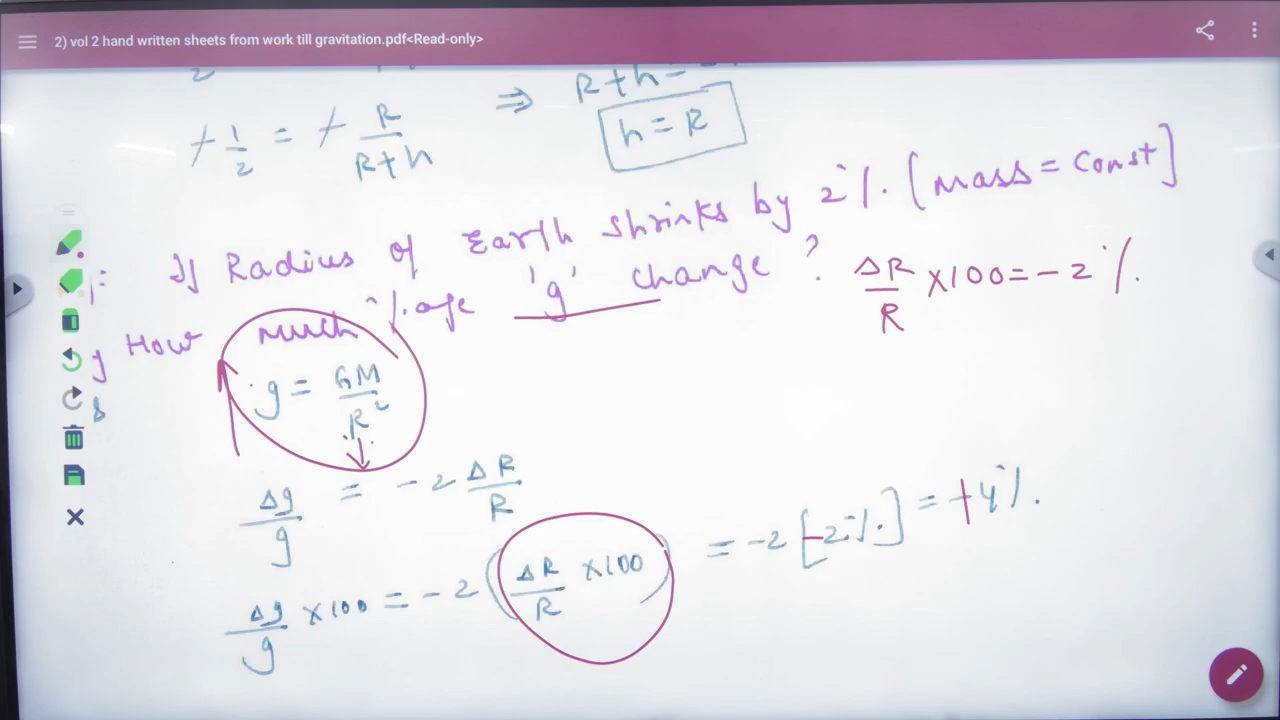 2) vol 2 hand written sheets from work till gravitation.pdf<Read-only>
2
R+h =
⇒
-1/2 = - R/(R+h)
h = R
If Radius of Earth shrinks by 2%. [mass = const]
How much %age 'g' change ?
ΔR/R × 100 = -2%.
g = GM/R²
Δg/g = -2 ΔR/R
Δg/g × 100 = -2 (ΔR/R × 100) = -2 [-2%.] = +4%.